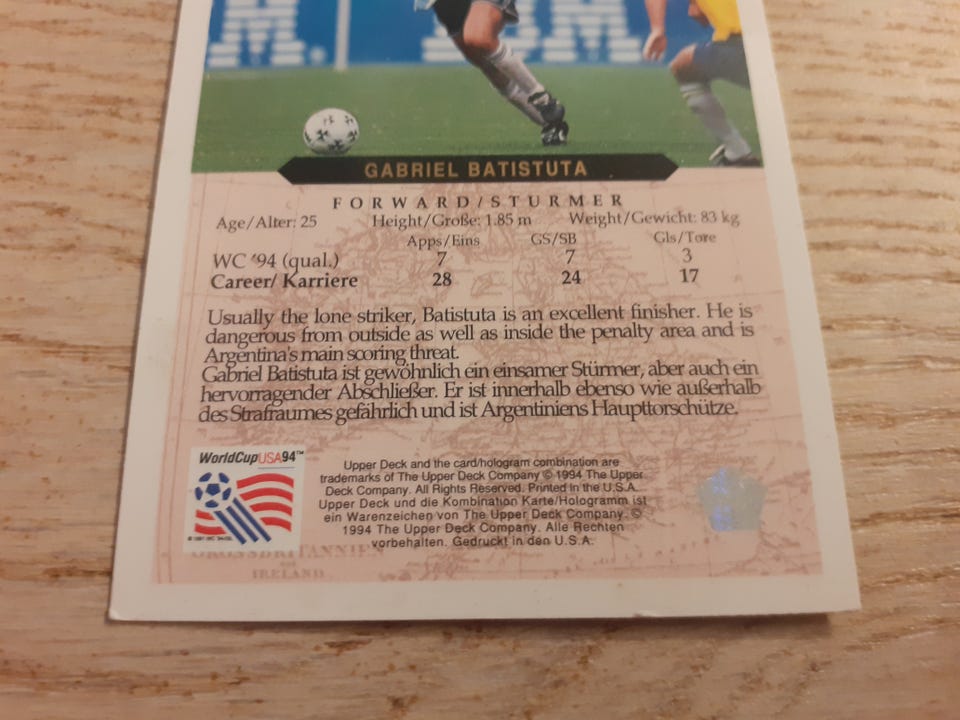 IBM
GABRIEL BATISTUTA
FORWARD/STURMER
Age/Alter: 25 Height/Große: 1.85 m Weight/Gewicht: 83 kg
Apps/Eins GS/SB Gls/Tore
WC '94 (qual.) 7 7 3
Career/ Karriere 28 24 17
Usually the lone striker, Batistuta is an excellent finisher. He is
dangerous from outside as well as inside the penalty area and is
Argentina's main scoring threat.
Gabriel Batistuta ist gewöhnlich ein einsamer Stürmer, aber auch ein
hervorragender Abschließer. Er ist innerhalb ebenso wie außerhalb
des Strafraumes gefährlich und ist Argentiniens Haupttorschütze.
WorldCupUSA94™
Upper Deck and the card/hologram combination are
trademarks of The Upper Deck Company © 1994 The Upper
Deck Company. All Rights Reserved. Printed in the U.S.A.
Upper Deck und die Kombination Karte/Hologramm ist
ein Warenzeichen von The Upper Deck Company. ©
1994 The Upper Deck Company. Alle Rechten
vorbehalten. Gedruckt in den U.S.A.
GROSSBRITANNIEN
IRELAND